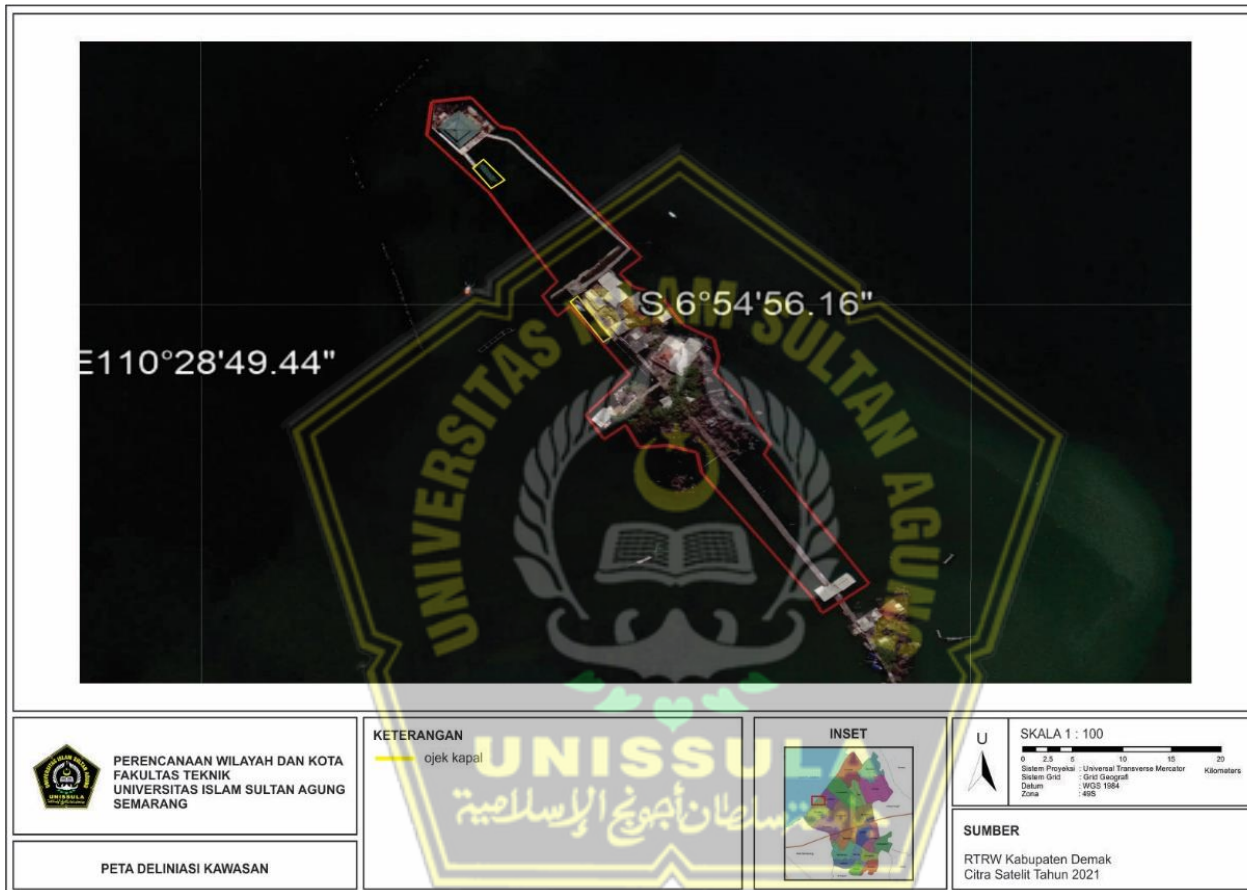 S 6°54'56.16"
E110°28'49.44"
UNIVERSITAS ISLAM SULTAN AGUNG
UNISSULA
جامعة سلطان أجونج الإسلامية
PERENCANAAN WILAYAH DAN KOTA
FAKULTAS TEKNIK
UNIVERSITAS ISLAM SULTAN AGUNG
SEMARANG
PETA DELINIASI KAWASAN
KETERANGAN
ojek kapal
INSET
U
SKALA 1 : 100
0 2.5 5 10 15 20
Kilometers
Sistem Proyeksi : Universal Transverse Mercator
Sistem Grid : Grid Geografi
Datum : WGS 1984
Zona : 49S
SUMBER
RTRW Kabupaten Demak
Citra Satelit Tahun 2021